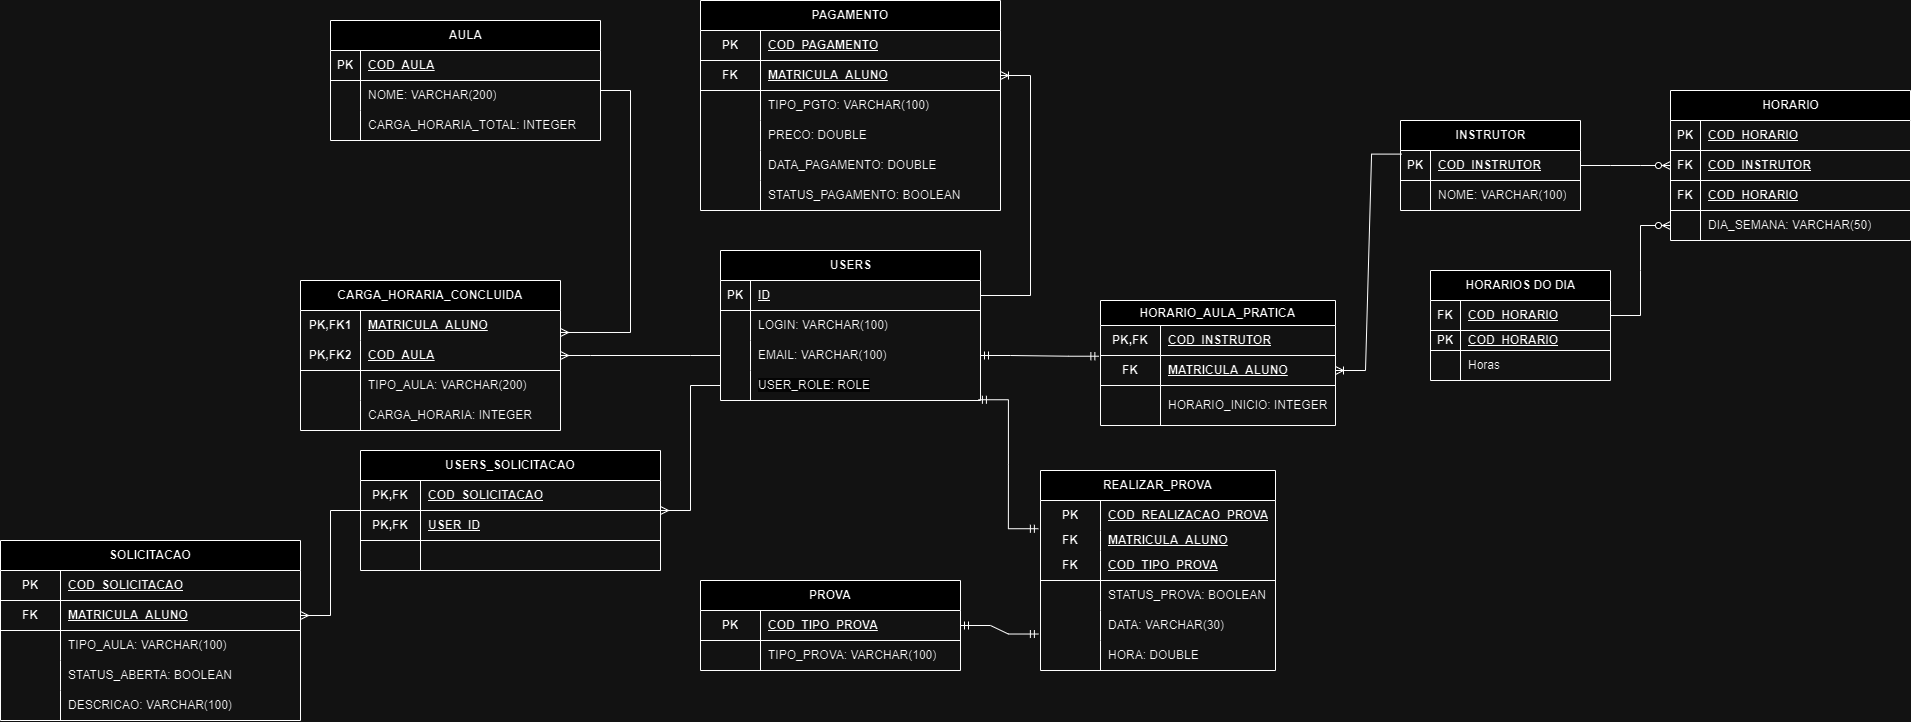 AULA
PK COD_AULA
NOME: VARCHAR(200)
CARGA_HORARIA_TOTAL: INTEGER
PAGAMENTO
PK COD_PAGAMENTO
FK MATRICULA_ALUNO
TIPO_PGTO: VARCHAR(100)
PRECO: DOUBLE
DATA_PAGAMENTO: DOUBLE
STATUS_PAGAMENTO: BOOLEAN
INSTRUTOR
PK COD_INSTRUTOR
NOME: VARCHAR(100)
HORARIO
PK COD_HORARIO
FK COD_INSTRUTOR
FK COD_HORARIO
DIA_SEMANA: VARCHAR(50)
CARGA_HORARIA_CONCLUIDA
PK,FK1 MATRICULA_ALUNO
PK,FK2 COD_AULA
TIPO_AULA: VARCHAR(200)
CARGA_HORARIA: INTEGER
USERS
PK ID
LOGIN: VARCHAR(100)
EMAIL: VARCHAR(100)
USER_ROLE: ROLE
HORARIO_AULA_PRATICA
PK,FK COD_INSTRUTOR
FK MATRICULA_ALUNO
HORARIO_INICIO: INTEGER
HORARIOS DO DIA
FK COD_HORARIO
PK COD_HORARIO
Horas
USERS_SOLICITACAO
PK,FK COD_SOLICITACAO
PK,FK USER_ID
SOLICITACAO
PK COD_SOLICITACAO
FK MATRICULA_ALUNO
TIPO_AULA: VARCHAR(100)
STATUS_ABERTA: BOOLEAN
DESCRICAO: VARCHAR(100)
PROVA
PK COD_TIPO_PROVA
TIPO_PROVA: VARCHAR(100)
REALIZAR_PROVA
PK COD_REALIZACAO_PROVA
FK MATRICULA_ALUNO
FK COD_TIPO_PROVA
STATUS_PROVA: BOOLEAN
DATA: VARCHAR(30)
HORA: DOUBLE